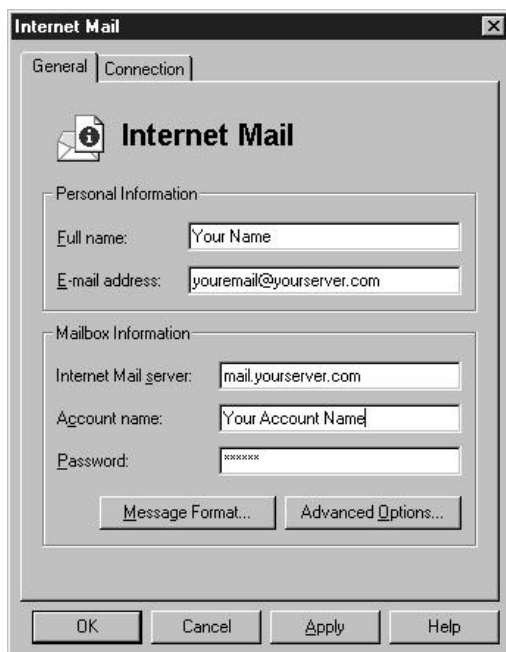 Internet Mail
General
Connection
Internet Mail
Personal Information
Full name:
Your Name
E-mail address:
youremail@yourserver.com
Mailbox Information
Internet Mail server:
mail.yourserver.com
Account name:
Your Account Name
Password:
××××××
Message Format...
Advanced Options...
OK
Cancel
Apply
Help